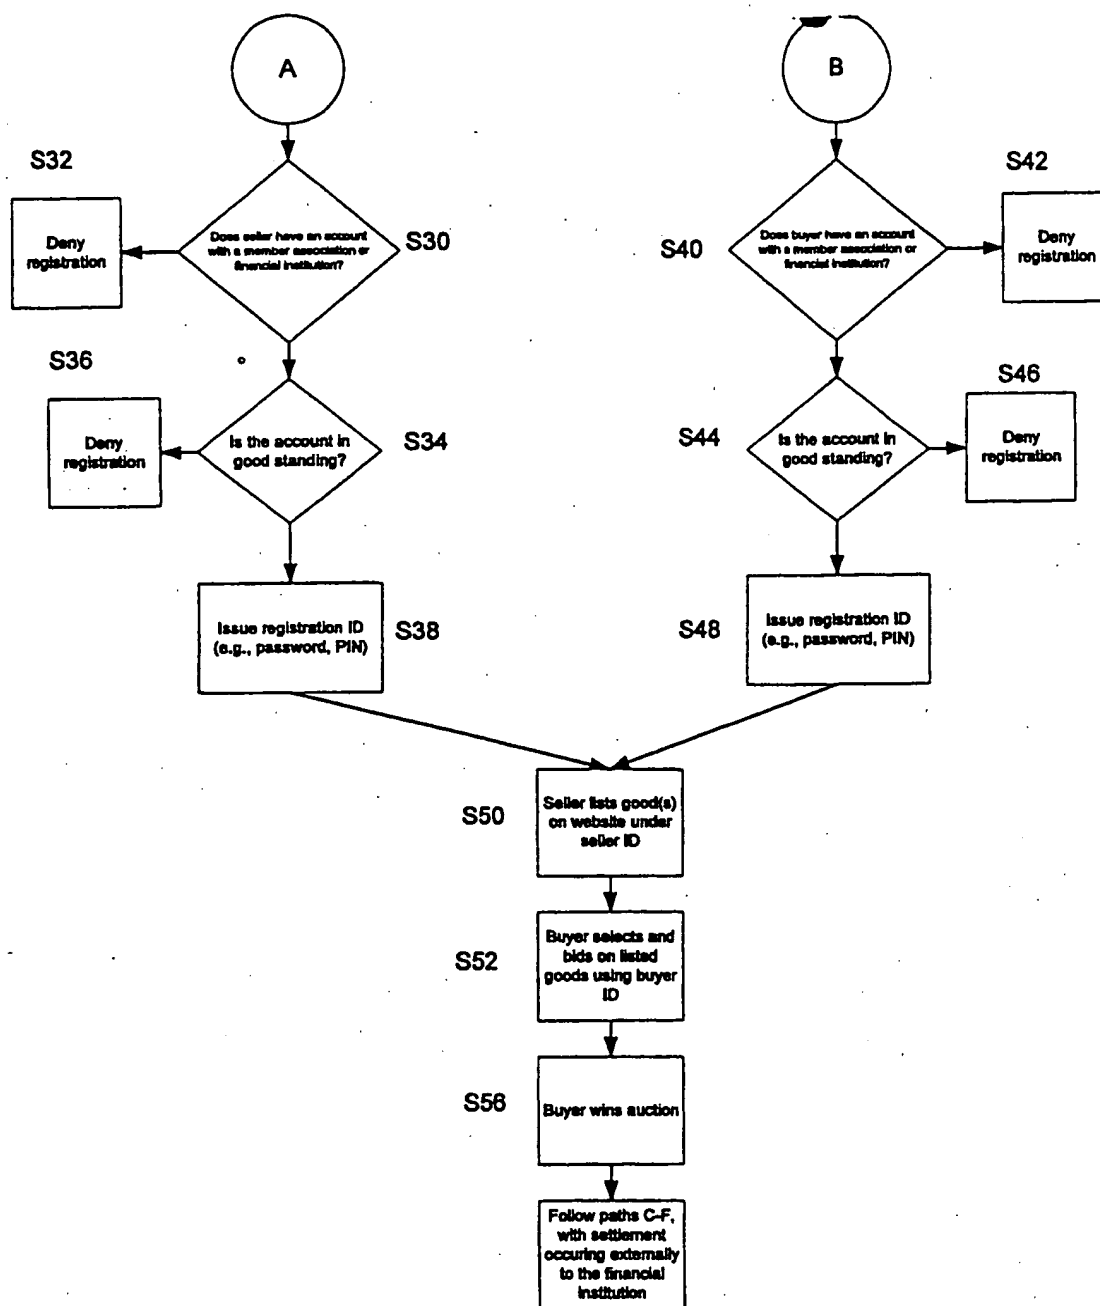 A
B
S32
S42
Deny
registration
Does seller have an account
with a member association or
financial institution?
S30
S40
Does buyer have an account
with a member association or
financial institution?
Deny
registration
S36
S46
Deny
registration
Is the account in
good standing?
S34
S44
Is the account in
good standing?
Deny
registration
Issue registration ID
(e.g., password, PIN)
S38
S48
Issue registration ID
(e.g., password, PIN)
S50
Seller lists good(s)
on website under
seller ID
S52
Buyer selects and
bids on listed
goods using buyer
ID
S56
Buyer wins auction
Follow paths C-F,
with settlement
occuring externally
to the financial
institution